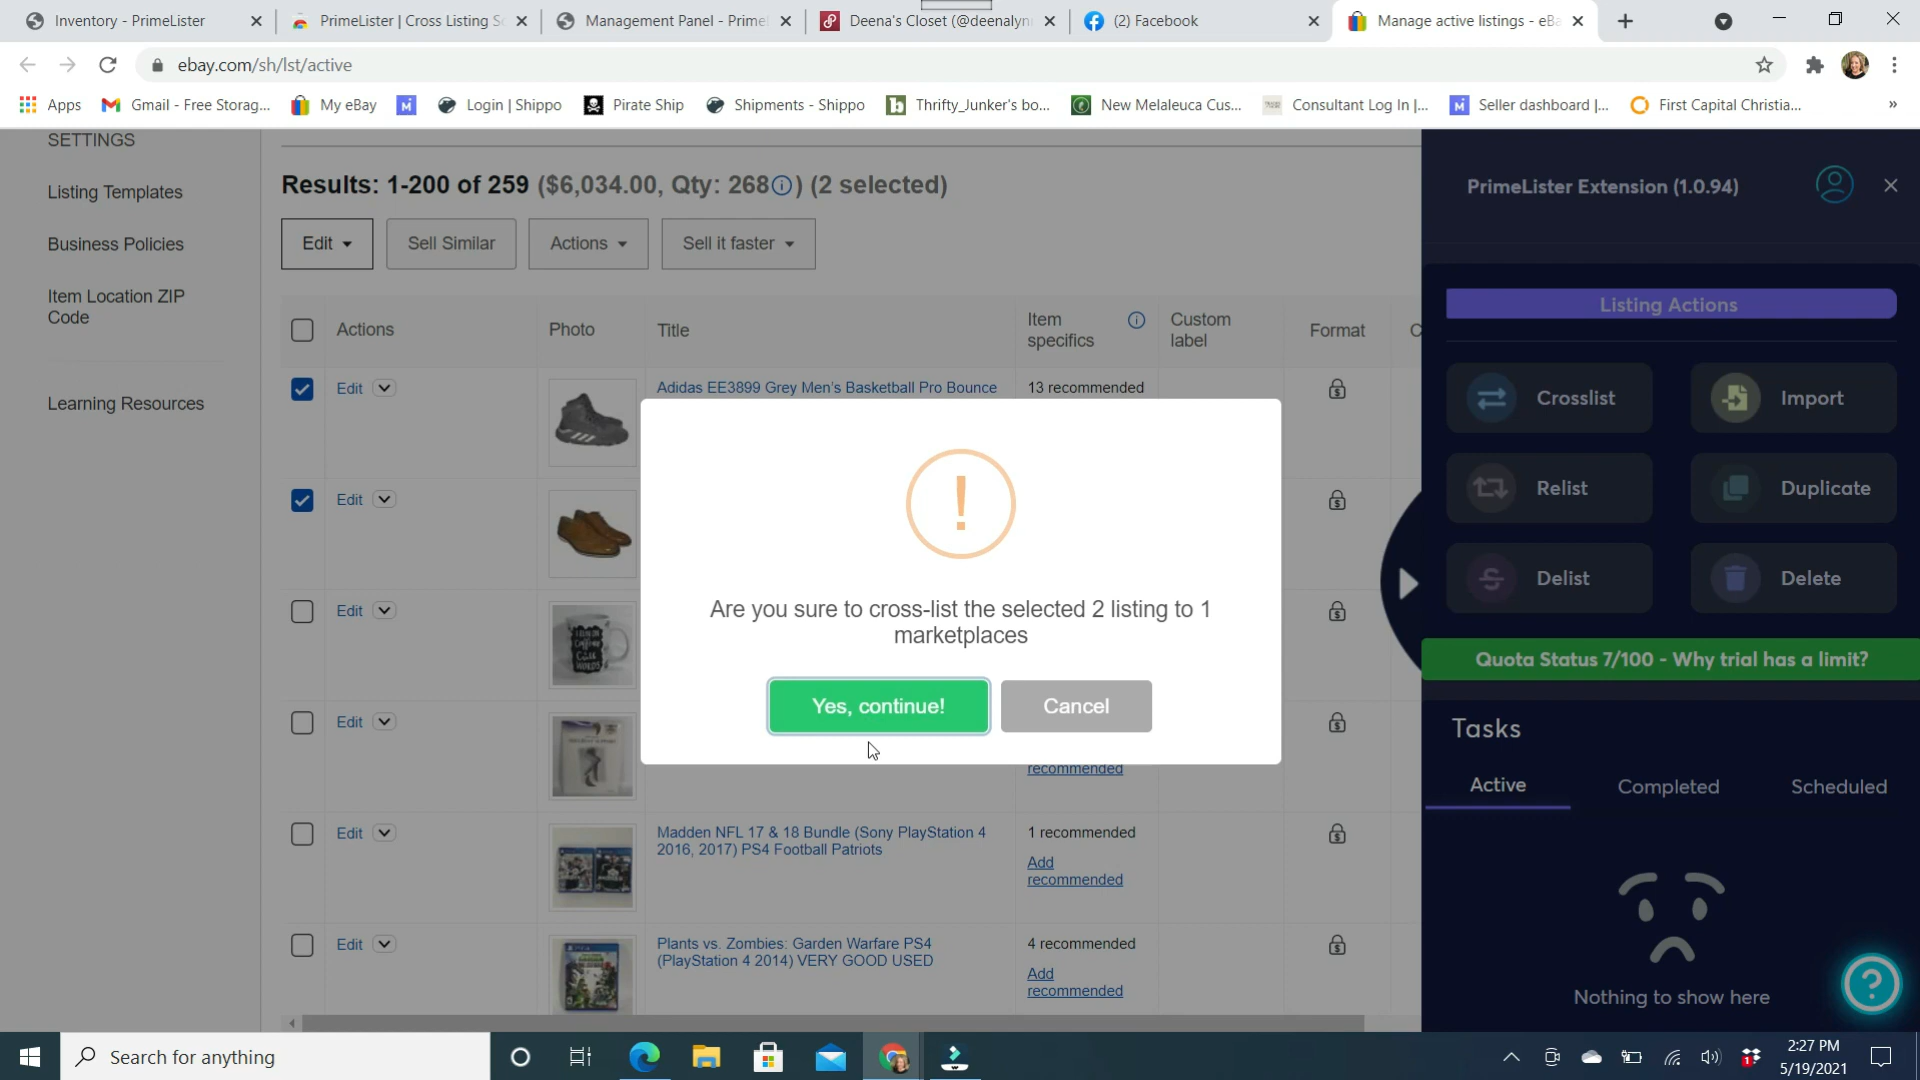 Inventory - PrimeLister
PrimeLister | Cross Listing S
Management Panel - Prime
Deena's Closet (@deenalyn
(2) Facebook
Manage active listings - eB
ebay.com/sh/lst/active
Apps
Gmail - Free Storag...
My eBay
Login | Shippo
Pirate Ship
Shipments - Shippo
Thrifty_Junker's bo...
New Melaleuca Cus...
Consultant Log In |...
Seller dashboard |...
First Capital Christia...
»
SETTINGS
Listing Templates
Business Policies
Item Location ZIP
Code
Learning Resources
Results: 1-200 of 259 ($6,034.00, Qty: 268) (2 selected)
Edit
Sell Similar
Actions
Sell it faster
Actions
Photo
Title
Item
specifics
Custom
label
Format
C
Edit
Adidas EE3899 Grey Men's Basketball Pro Bounce
13 recommended
Edit
Edit
Edit
recommended
Edit
Madden NFL 17 & 18 Bundle (Sony PlayStation 4
2016, 2017) PS4 Football Patriots
1 recommended
Add
recommended
Edit
Plants vs. Zombies: Garden Warfare PS4
(PlayStation 4 2014) VERY GOOD USED
4 recommended
Add
recommended
!
Are you sure to cross-list the selected 2 listing to 1
marketplaces
Yes, continue!
Cancel
PrimeLister Extension (1.0.94)
Listing Actions
Crosslist
Import
Relist
Duplicate
Delist
Delete
Quota Status 7/100 - Why trial has a limit?
Tasks
Active
Completed
Scheduled
Nothing to show here
?
Search for anything
2:27 PM
5/19/2021